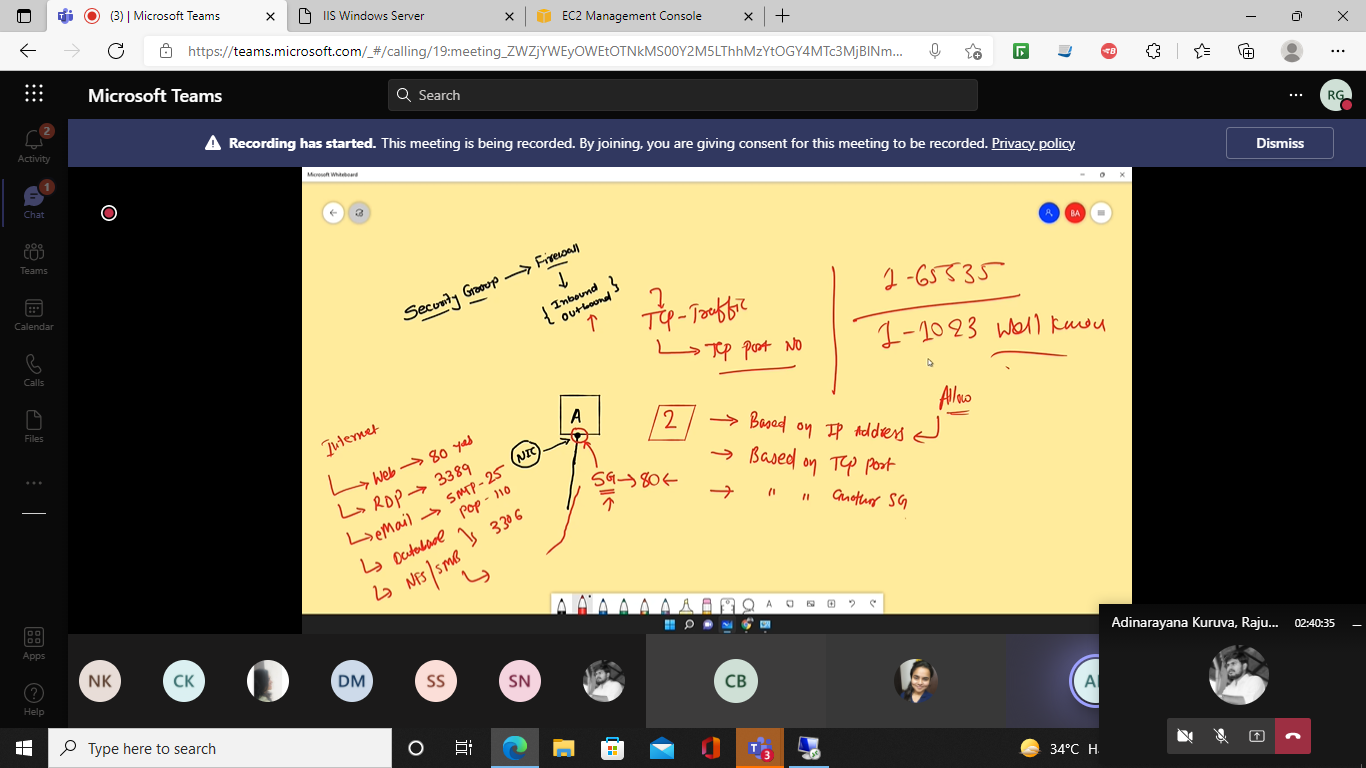 (3) | Microsoft Teams
IIS Windows Server
EC2 Management Console
https://teams.microsoft.com/_#/calling/19:meeting_ZWZjYWEyOWEtOTNkMS00Y2M5LThhMzYtOGY4MTc3MjBlNm...
Microsoft Teams
Search
RG
Recording has started. This meeting is being recorded. By joining, you are giving consent for this meeting to be recorded. Privacy policy
Dismiss
2
Activity
1
Chat
Teams
Calendar
Calls
Files
Apps
Help
Microsoft Whiteboard
BA
Security Group → Firewall
Inbound
Outbound
TCP-Traffic
TCP Port NO
1-65535
1-1023 Well Known
Allow
A
NIC
SG → 80
2
Based on IP Address
Based on TCP Port
" " another SG
Internet
Web → 80 yes
RDP → 3389
eMail → SMTP-25
POP-110
Database 3306
NFS/SMB
A
NK
CK
DM
SS
SN
CB
Adinarayana Kuruva, Raju...
02:40:35
Type here to search
3
34°C